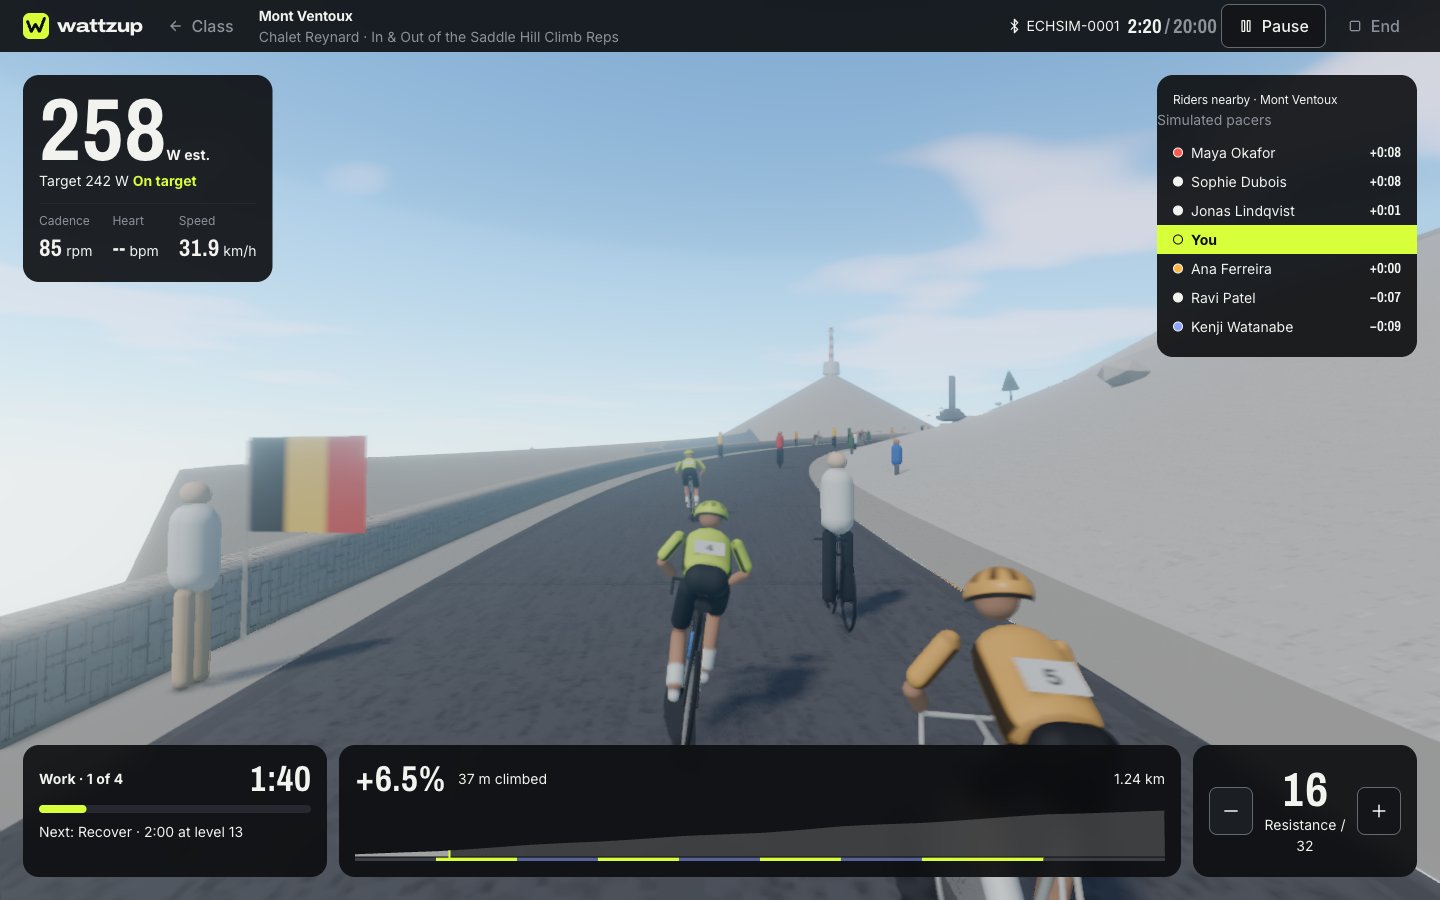 wattzup
Class
Mont Ventoux
Chalet Reynard · In & Out of the Saddle Hill Climb Reps
ECHSIM-0001 2:20 / 20:00
Pause
End
258 W est.
Target 242 W On target
Cadence Heart Speed
85 rpm -- bpm 31.9 km/h
Riders nearby · Mont Ventoux
Simulated pacers
Maya Okafor +0:08
Sophie Dubois +0:08
Jonas Lindqvist +0:01
You
Ana Ferreira +0:00
Ravi Patel −0:07
Kenji Watanabe −0:09
4
5
Work · 1 of 4 1:40
Next: Recover · 2:00 at level 13
+6.5% 37 m climbed 1.24 km
− 16 +
Resistance /
32